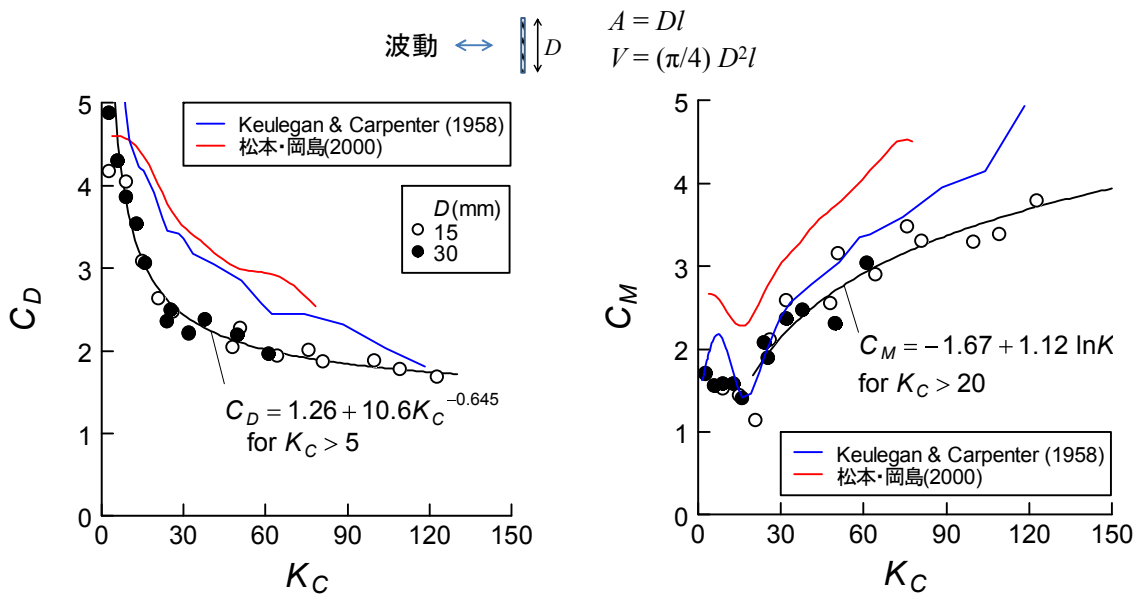 波動
D
A = Dl
V = (π/4) D²l
5
4
3
2
1
0
C_D
Keulegan & Carpenter (1958)
松本・岡島(2000)
D(mm)
15
30
C_D = 1.26 + 10.6K_C^−0.645
for K_C > 5
0 30 60 90 120 150
K_C
5
4
3
2
1
0
C_M
C_M = −1.67 + 1.12 lnK
for K_C > 20
Keulegan & Carpenter (1958)
松本・岡島(2000)
0 30 60 90 120 150
K_C